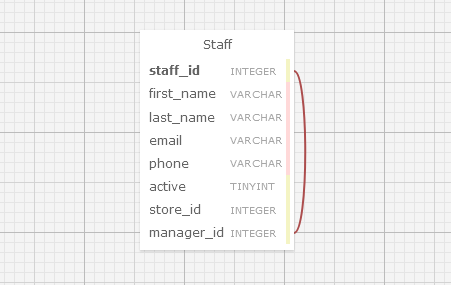 Staff
staff_id INTEGER
first_name VARCHAR
last_name VARCHAR
email VARCHAR
phone VARCHAR
active TINYINT
store_id INTEGER
manager_id INTEGER